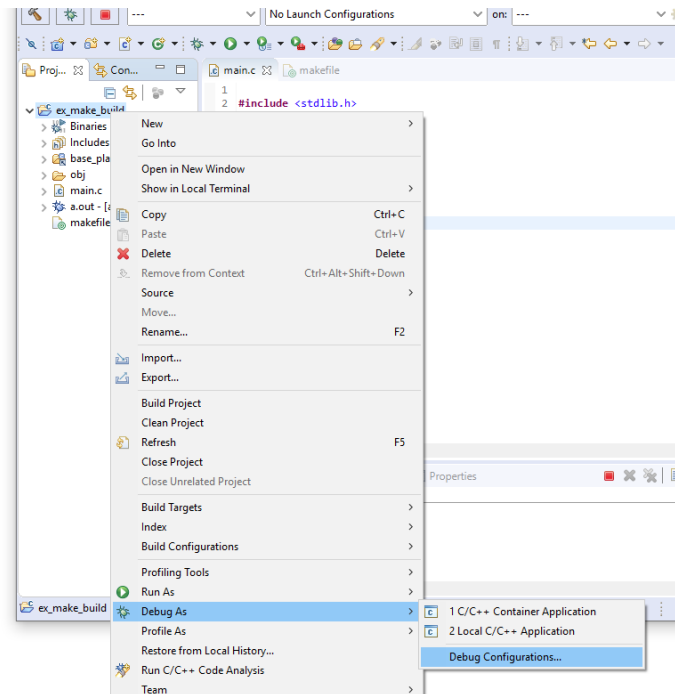 ---
No Launch Configurations
on:
---
Proj...
Con...
main.c
makefile
1
2 #include <stdlib.h>
ex_make_build
Binaries
Includes
base_pla
obj
main.c
a.out - [a
makefile
New
Go Into
Open in New Window
Show in Local Terminal
Copy Ctrl+C
Paste Ctrl+V
Delete Delete
Remove from Context Ctrl+Alt+Shift+Down
Source
Move...
Rename... F2
Import...
Export...
Build Project
Clean Project
Refresh F5
Close Project
Close Unrelated Project
Build Targets
Index
Build Configurations
Profiling Tools
Run As
Debug As
Profile As
Restore from Local History...
Run C/C++ Code Analysis
Team
Properties
ex_make_build
1 C/C++ Container Application
2 Local C/C++ Application
Debug Configurations...